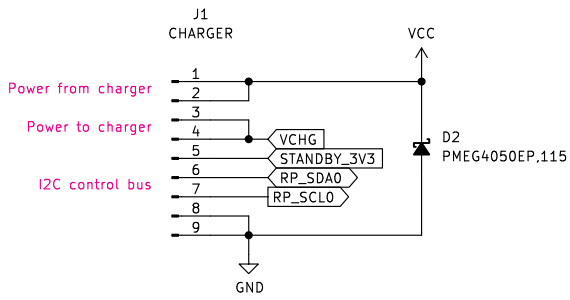 J1
CHARGER
VCC
1
Power from charger
2
3
Power to charger
4
VCHG
D2
5
STANDBY_3V3
PMEG4050EP,115
6
RP_SDA0
I2C control bus
7
RP_SCL0
8
9
GND